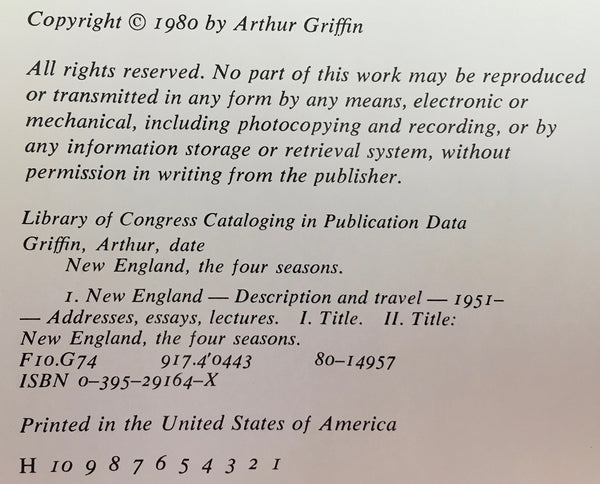 Copyright © 1980 by Arthur Griffin
All rights reserved. No part of this work may be reproduced
or transmitted in any form by any means, electronic or
mechanical, including photocopying and recording, or by
any information storage or retrieval system, without
permission in writing from the publisher.
Library of Congress Cataloging in Publication Data
Griffin, Arthur, date
New England, the four seasons.
1. New England — Description and travel — 1951–
— Addresses, essays, lectures. I. Title. II. Title:
New England, the four seasons.
F10.G74 917.4'0443 80–14957
ISBN 0–395–29164–X
Printed in the United States of America
H 10 9 8 7 6 5 4 3 2 1